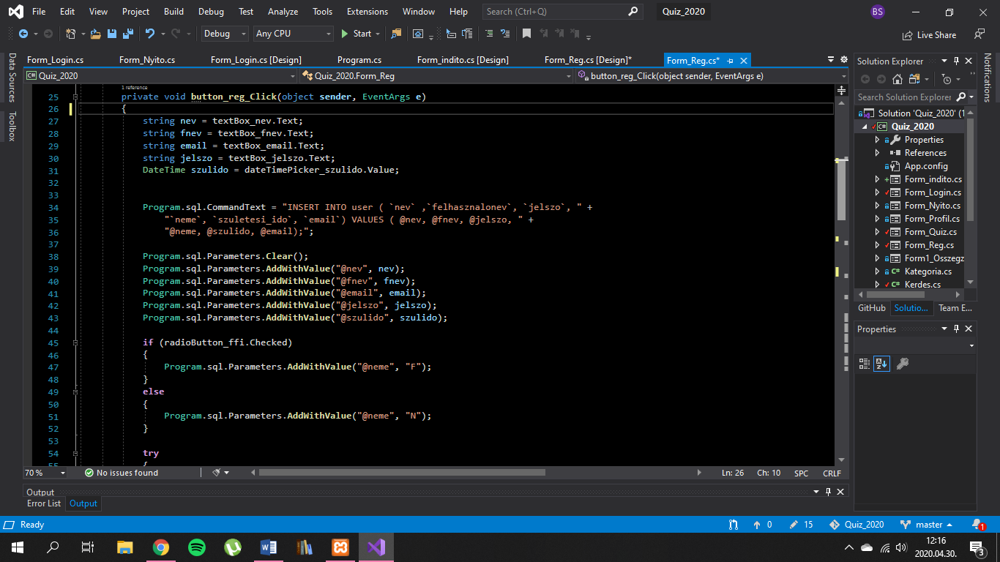 File Edit View Project Build Debug Test Analyze Tools Extensions Window Help Search (Ctrl+Q) Quiz_2020 BS
Debug Any CPU Start Live Share
Form_Login.cs Form_Nyito.cs Form_Login.cs [Design] Program.cs Form_indito.cs [Design] Form_Reg.cs [Design]* Form_Reg.cs*
Quiz_2020 Quiz_2020.Form_Reg button_reg_Click(object sender, EventArgs e)
Data Sources
Toolbox
1 reference
25 private void button_reg_Click(object sender, EventArgs e)
26 {
27 string nev = textBox_nev.Text;
28 string fnev = textBox_fnev.Text;
29 string email = textBox_email.Text;
30 string jelszo = textBox_jelszo.Text;
31 DateTime szulido = dateTimePicker_szulido.Value;
32
33
34 Program.sql.CommandText = "INSERT INTO user ( `nev` ,`felhasznalonev`, `jelszo`, " +
35 "`neme`, `szuletesi_ido`, `email`) VALUES ( @nev, @fnev, @jelszo, " +
36 "@neme, @szulido, @email);";
37
38 Program.sql.Parameters.Clear();
39 Program.sql.Parameters.AddWithValue("@nev", nev);
40 Program.sql.Parameters.AddWithValue("@fnev", fnev);
41 Program.sql.Parameters.AddWithValue("@email", email);
42 Program.sql.Parameters.AddWithValue("@jelszo", jelszo);
43 Program.sql.Parameters.AddWithValue("@szulido", szulido);
44
45 if (radioButton_ffi.Checked)
46 {
47 Program.sql.Parameters.AddWithValue("@neme", "F");
48 }
49 else
50 {
51 Program.sql.Parameters.AddWithValue("@neme", "N");
52 }
53
54 try
55 {
70 % No issues found Ln: 26 Ch: 10 SPC CRLF
Output
Error List Output
Solution Explorer
Search Solution Explorer
Solution 'Quiz_2020' (1
C# Quiz_2020
Properties
References
App.config
Form_indito.cs
Form_Login.cs
Form_Nyito.cs
Form_Profil.cs
Form_Quiz.cs
Form_Reg.cs
Form1_Osszegz
C# Kategoria.cs
C# Kerdes.cs
GitHub Solutio... Team E...
Properties
Notifications
Ready 0 15 Quiz_2020 master 1
12:16
2020.04.30.
3